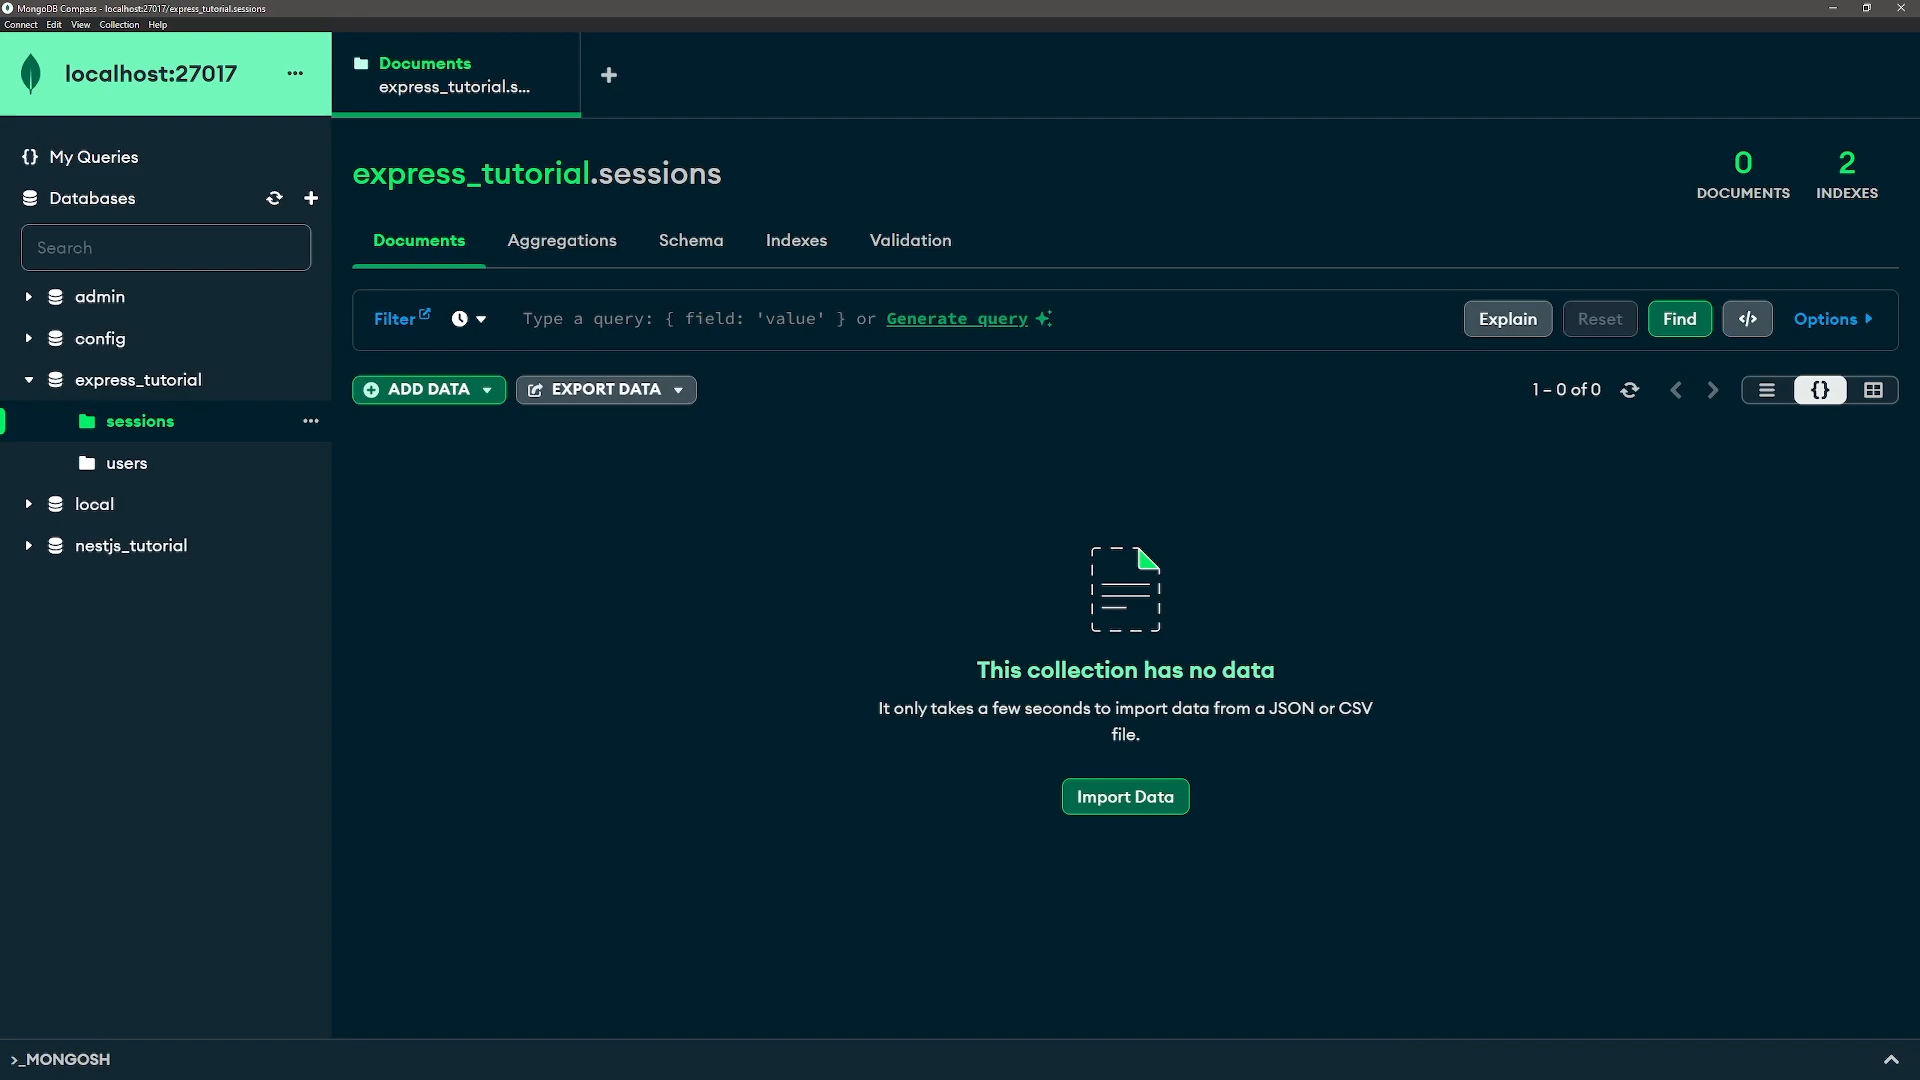 MongoDB Compass - localhost:27017/express_tutorial.sessions
Connect Edit View Collection Help
localhost:27017
Documents
express_tutorial.s...
My Queries
Databases
Search
admin
config
express_tutorial
sessions
users
local
nestjs_tutorial
express_tutorial.sessions
0
DOCUMENTS
2
INDEXES
Documents Aggregations Schema Indexes Validation
Filter Type a query: { field: 'value' } or Generate query Explain Reset Find </> Options
ADD DATA EXPORT DATA 1 – 0 of 0 {}
This collection has no data
It only takes a few seconds to import data from a JSON or CSV
file.
Import Data
>_MONGOSH